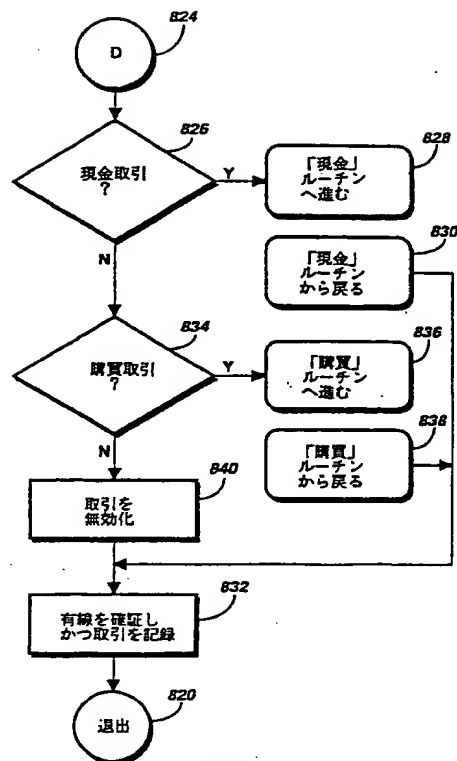 824
D
826
現金取引
?
Y
828
「現金」
ルーチン
へ進む
830
「現金」
ルーチン
から戻る
N
834
購買取引
?
Y
836
「購買」
ルーチン
へ進む
838
「購買」
ルーチン
から戻る
N
840
取引を
無効化
832
有線を確証し
かつ取引を記録
820
退出